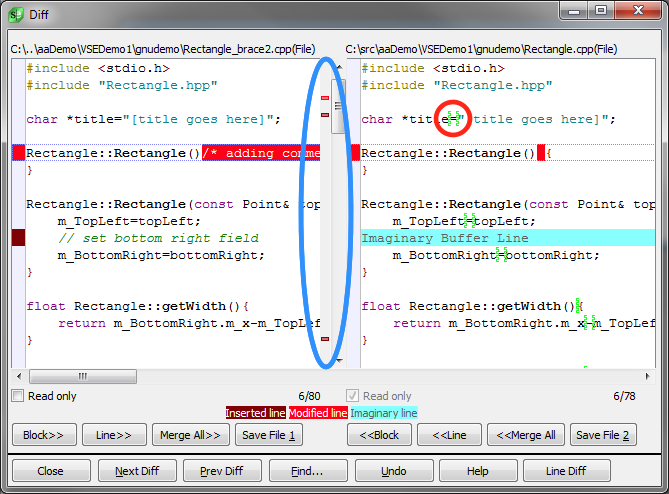 Diff
C:\..\aaDemo\VSEDemo1\gnudemo\Rectangle_brace2.cpp(File)
C:\src\aaDemo\VSEDemo1\gnudemo\Rectangle.cpp(File)
#include <stdio.h>
#include "Rectangle.hpp"
char *title="[title goes here]";
Rectangle::Rectangle()/* adding comme
}
Rectangle::Rectangle(const Point& top
m_TopLeft=topLeft;
// set bottom right field
m_BottomRight=bottomRight;
}
float Rectangle::getWidth(){
return m_BottomRight.m_x-m_TopLef
}
#include <stdio.h>
#include "Rectangle.hpp"
char *title="[title goes here]";
Rectangle::Rectangle() {
}
Rectangle::Rectangle(const Point& top
m_TopLeft=topLeft;
Imaginary Buffer Line
m_BottomRight=bottomRight;
}
float Rectangle::getWidth(){
return m_BottomRight.m_x-m_TopLef
}
Read only 6/80
Read only 6/78
Inserted line Modified line Imaginary line
Block>> Line>> Merge All>> Save File 1 <<Block <<Line <<Merge All Save File 2
Close Next Diff Prev Diff Find... Undo Help Line Diff